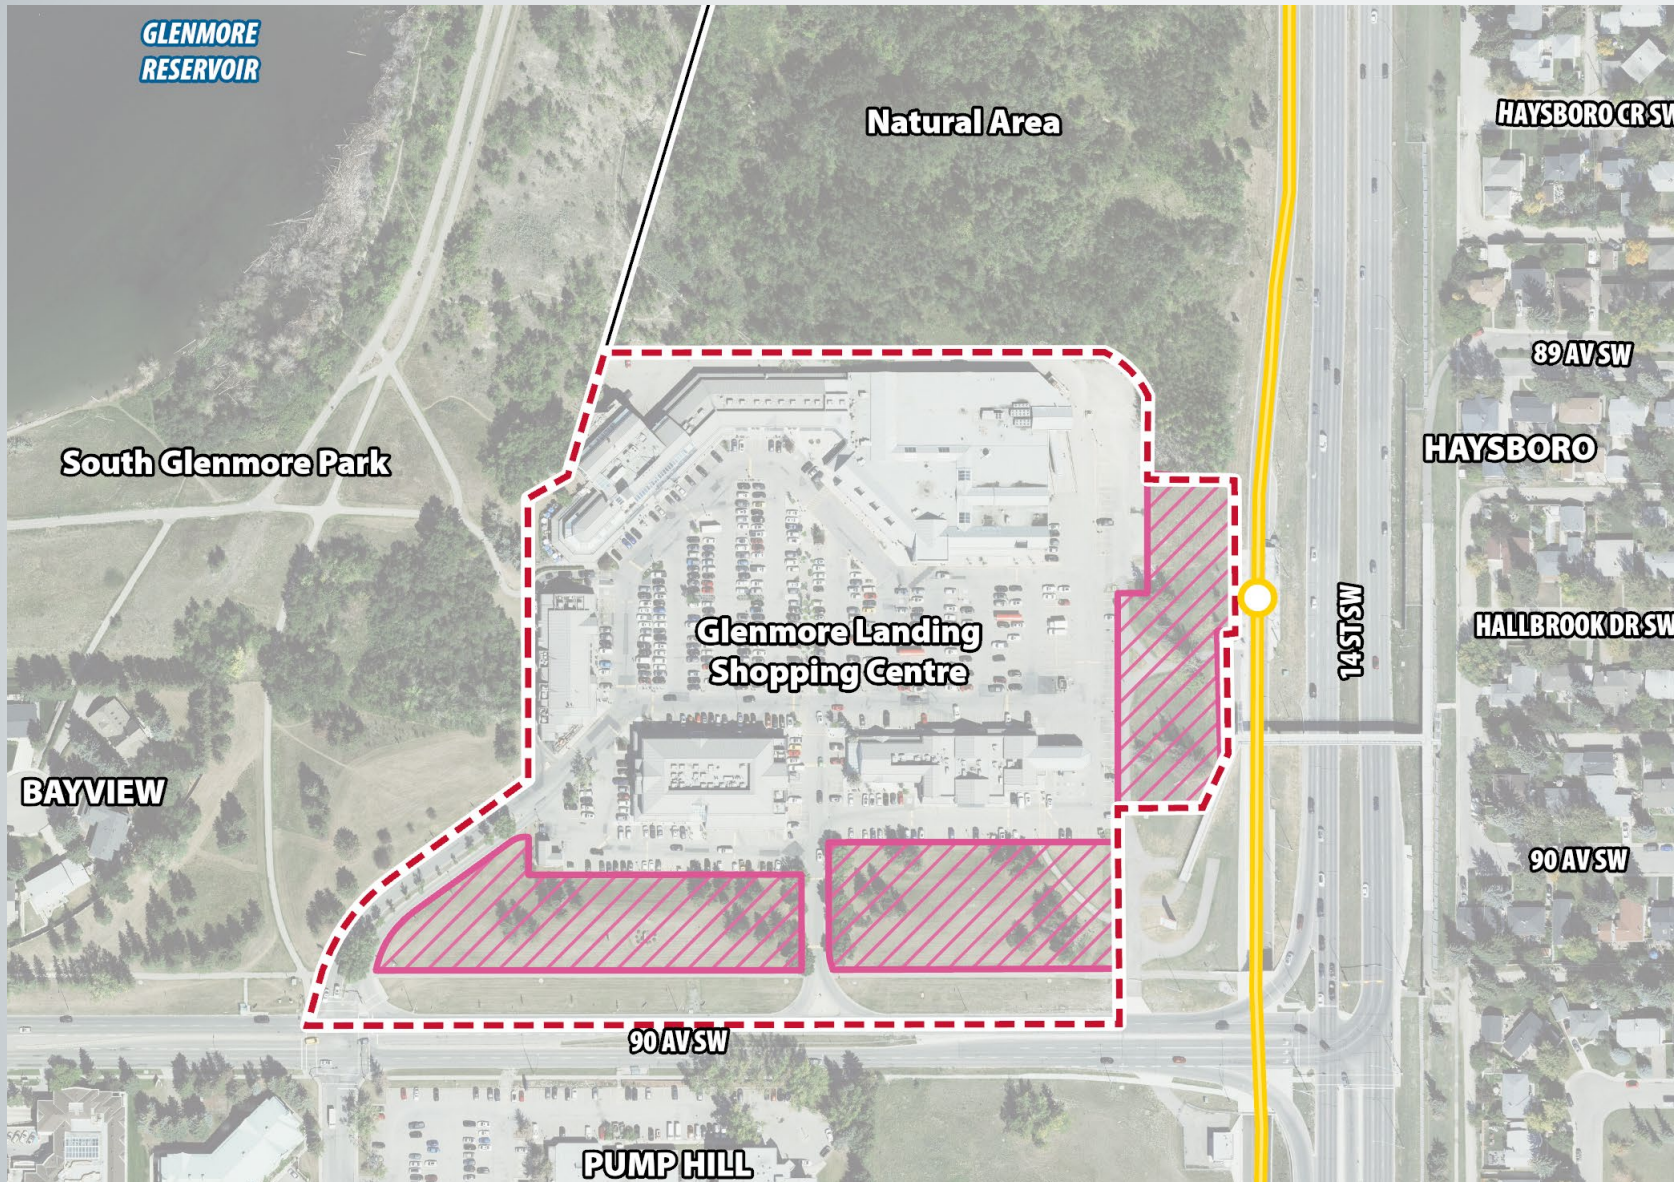 GLENMORE
RESERVOIR
Natural Area
HAYSBORO CR SW
89 AV SW
South Glenmore Park
HAYSBORO
Glenmore Landing
Shopping Centre
14 ST SW
HALLBROOK DR SW
BAYVIEW
90 AV SW
90 AV SW
PUMP HILL